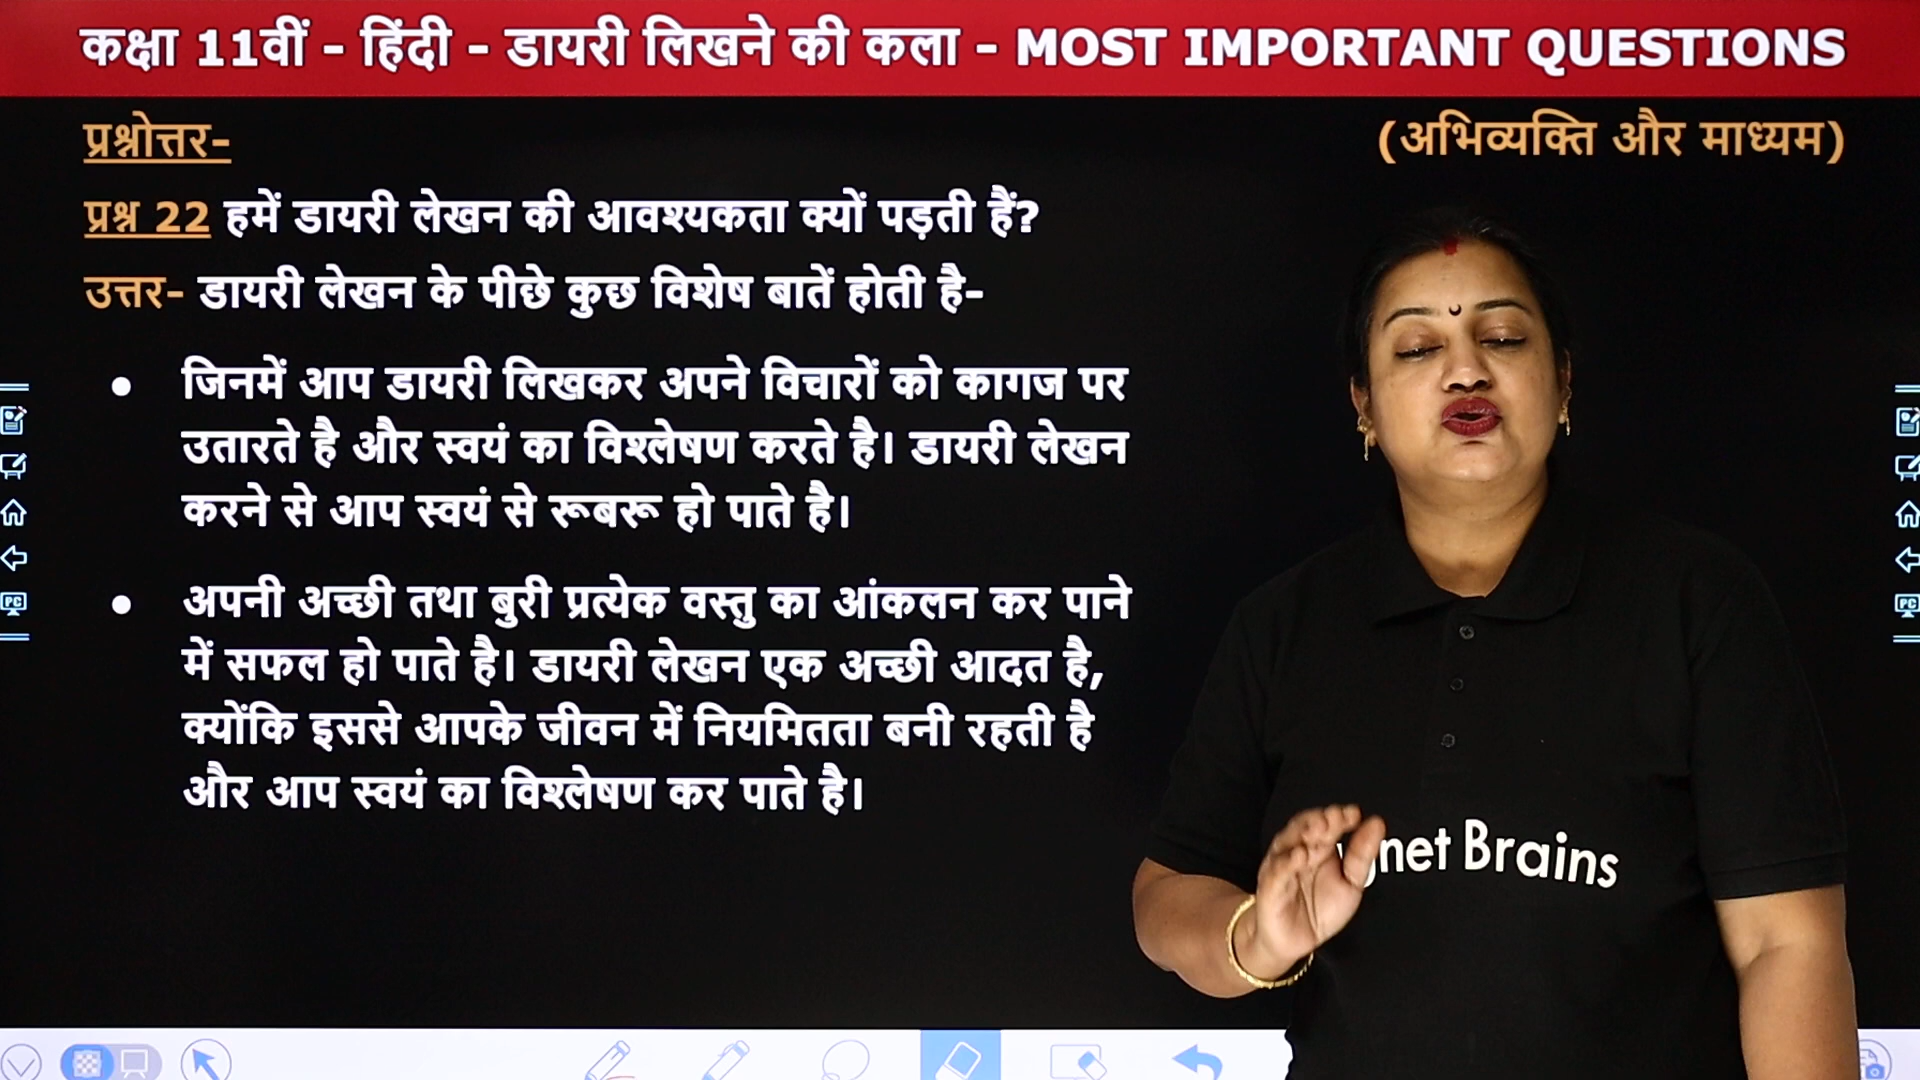 कक्षा 11वीं - हिंदी - डायरी लिखने की कला - MOST IMPORTANT QUESTIONS
प्रश्नोत्तर-
(अभिव्यक्ति और माध्यम)
प्रश्न 22 हमें डायरी लेखन की आवश्यकता क्यों पड़ती हैं?
उत्तर- डायरी लेखन के पीछे कुछ विशेष बातें होती है-
• जिनमें आप डायरी लिखकर अपने विचारों को कागज पर
उतारते है और स्वयं का विश्लेषण करते है। डायरी लेखन
करने से आप स्वयं से रूबरू हो पाते है।
• अपनी अच्छी तथा बुरी प्रत्येक वस्तु का आंकलन कर पाने
में सफल हो पाते है। डायरी लेखन एक अच्छी आदत है,
क्योंकि इससे आपके जीवन में नियमितता बनी रहती है
और आप स्वयं का विश्लेषण कर पाते है।
Brains
PC
PC